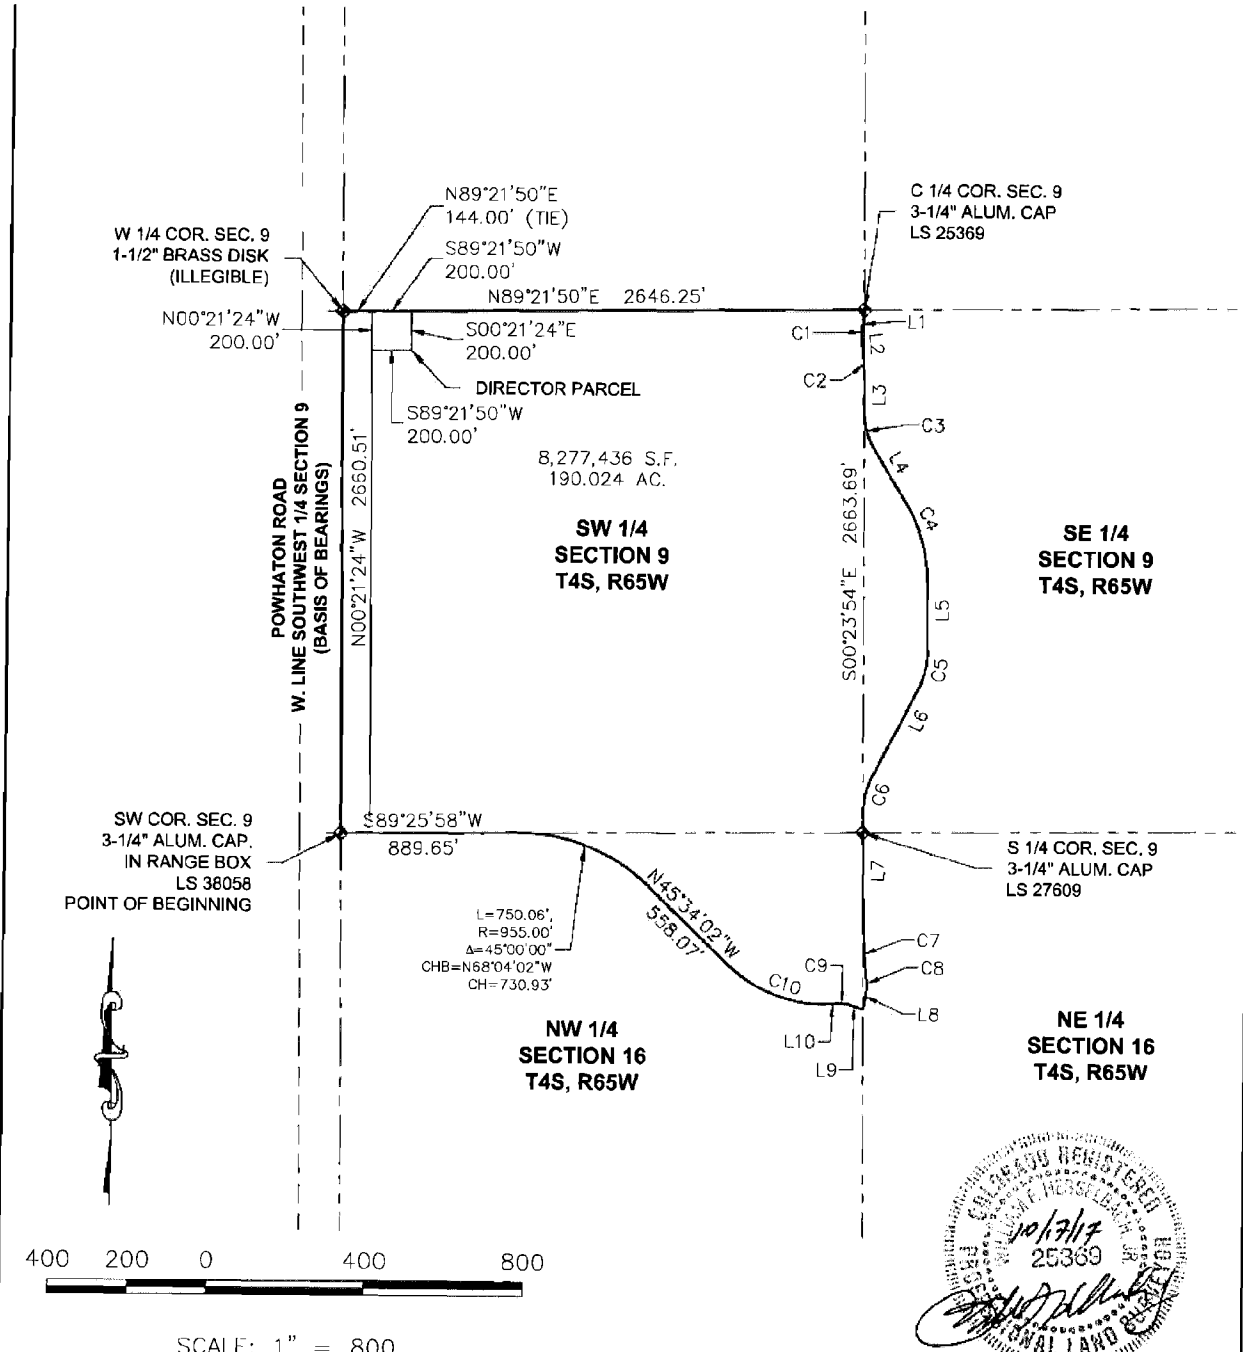 N89°21'50"E
144.00' (TIE)
C 1/4 COR. SEC. 9
3-1/4" ALUM. CAP
LS 25369
W 1/4 COR. SEC. 9
1-1/2" BRASS DISK
(ILLEGIBLE)
S89°21'50"W
200.00'
N89°21'50"E 2646.25'
N00°21'24"W
200.00'
S00°21'24"E
200.00'
C1
L1
L2
C2
DIRECTOR PARCEL
L3
S89°21'50"W
200.00'
C3
8,277,436 S.F.
190.024 AC.
L4
POWHATON ROAD
W. LINE SOUTHWEST 1/4 SECTION 9
(BASIS OF BEARINGS)
N00°21'24"W 2660.51'
S00°23'54"E 2663.69'
C4
SW 1/4
SECTION 9
T4S, R65W
SE 1/4
SECTION 9
T4S, R65W
L5
C5
L6
C6
SW COR. SEC. 9
3-1/4" ALUM. CAP.
IN RANGE BOX
LS 38058
POINT OF BEGINNING
S89°25'58"W
889.65'
S 1/4 COR. SEC. 9
3-1/4" ALUM. CAP
LS 27609
L7
N45°34'02"W
558.07'
L=750.06',
R=955.00'
Δ=45°00'00"
CHB=N68°04'02"W
CH=730.93'
C7
C8
C9
C10
L8
L10
L9
NW 1/4
SECTION 16
T4S, R65W
NE 1/4
SECTION 16
T4S, R65W
COLORADO REGISTERED
WILLIAM F. HESSELBACH, JR
25369
PROFESSIONAL LAND SURVEYOR
400 200 0 400 800
SCALE: 1" = 800